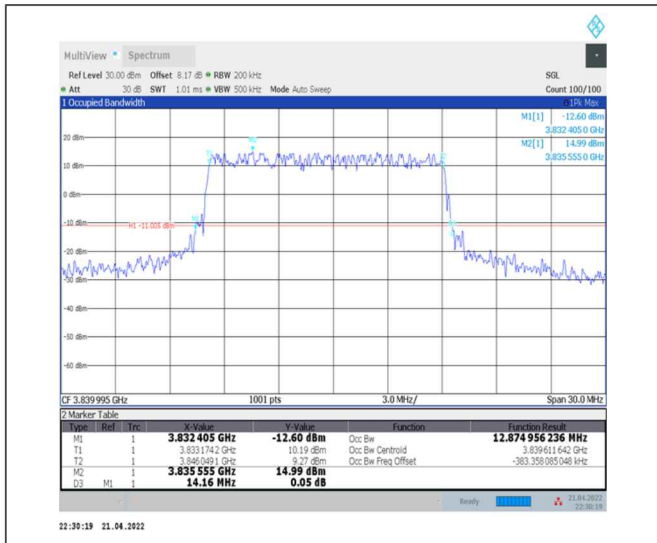 MultiView Spectrum
Ref Level 30.00 dBm Offset 8.17 dB RBW 200 kHz SGL
Att 30 dB SWT 1.01 ms VBW 500 kHz Mode Auto Sweep Count 100/100
1 Occupied Bandwidth 1Pk Max
M1[1] -12.60 dBm
3.832 405 0 GHz
M2[1] 14.99 dBm
3.835 555 0 GHz
20 dBm
10 dBm
0 dBm
-10 dBm
H1 -11.005 dBm
-20 dBm
-30 dBm
-40 dBm
-50 dBm
-60 dBm
CF 3.839 995 GHz 1001 pts 3.0 MHz/ Span 30.0 MHz
2 Marker Table
Type Ref Trc X-Value Y-Value Function Function Result
M1 1 3.832 405 GHz -12.60 dBm Occ Bw 12.874 956 236 MHz
T1 1 3.833 174 2 GHz 10.19 dBm Occ Bw Centroid 3.839 611 642 GHz
T2 1 3.846 049 1 GHz 9.27 dBm Occ Bw Freq Offset -383.358 085 048 kHz
M2 1 3.835 555 GHz 14.99 dBm
D3 M1 1 14.16 MHz 0.05 dB
Ready 21.04.2022
22:30:19
22:30:19 21.04.2022